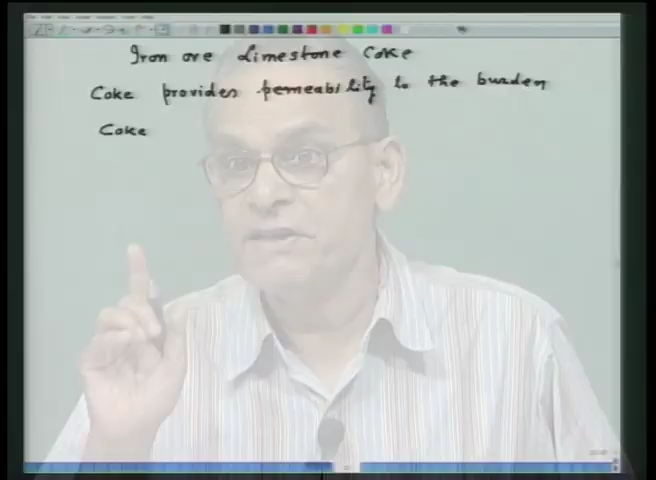 Iron ore Limestone Coke
Coke provides permeability to the burden
Coke